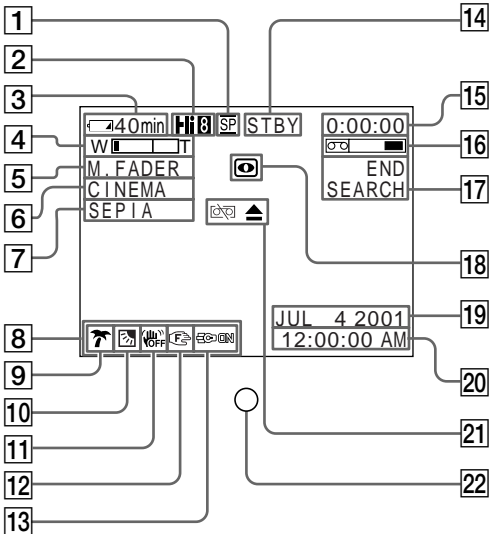 1
14
2
3
15
40min Hi8 SP STBY 0:00:00
4
W T
16
5
M.FADER
END
6
CINEMA
SEARCH
17
7
SEPIA
18
8
JUL 4 2001
19
OFF F ON
12:00:00 AM
9
20
10
11
21
12
22
13